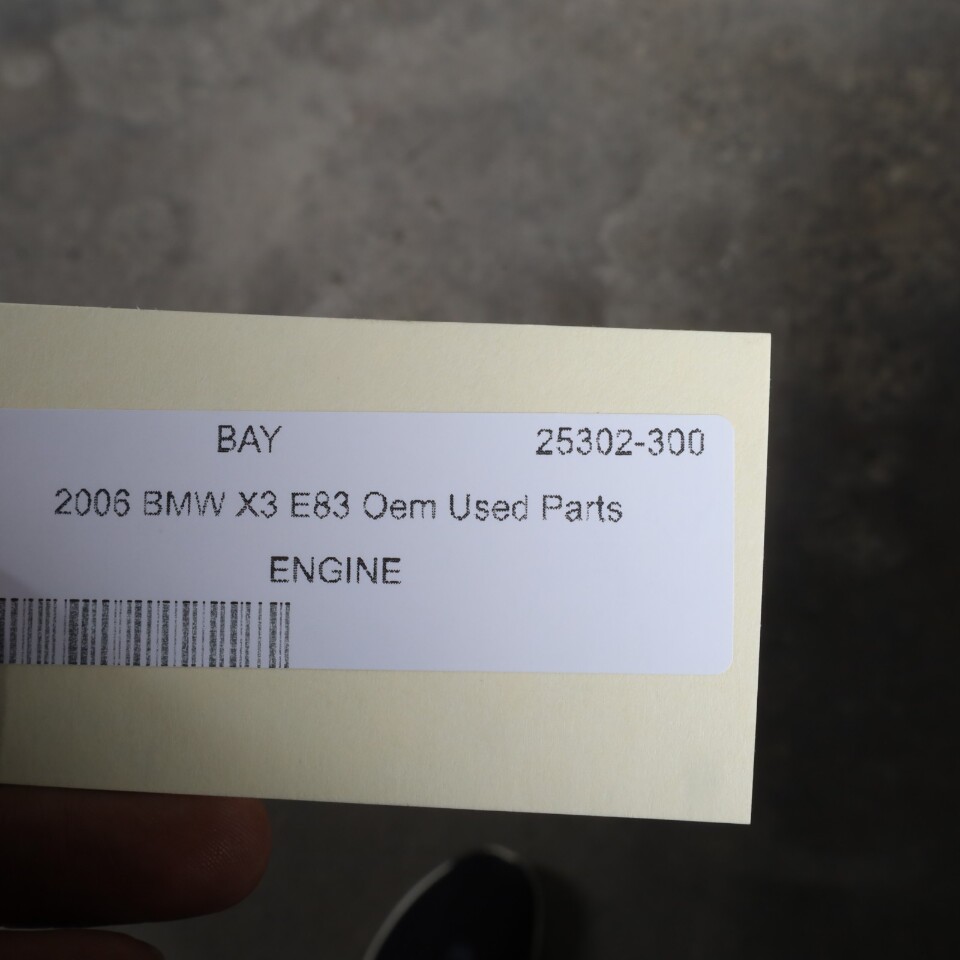 BAY 25302-300
2006 BMW X3 E83 Oem Used Parts
ENGINE